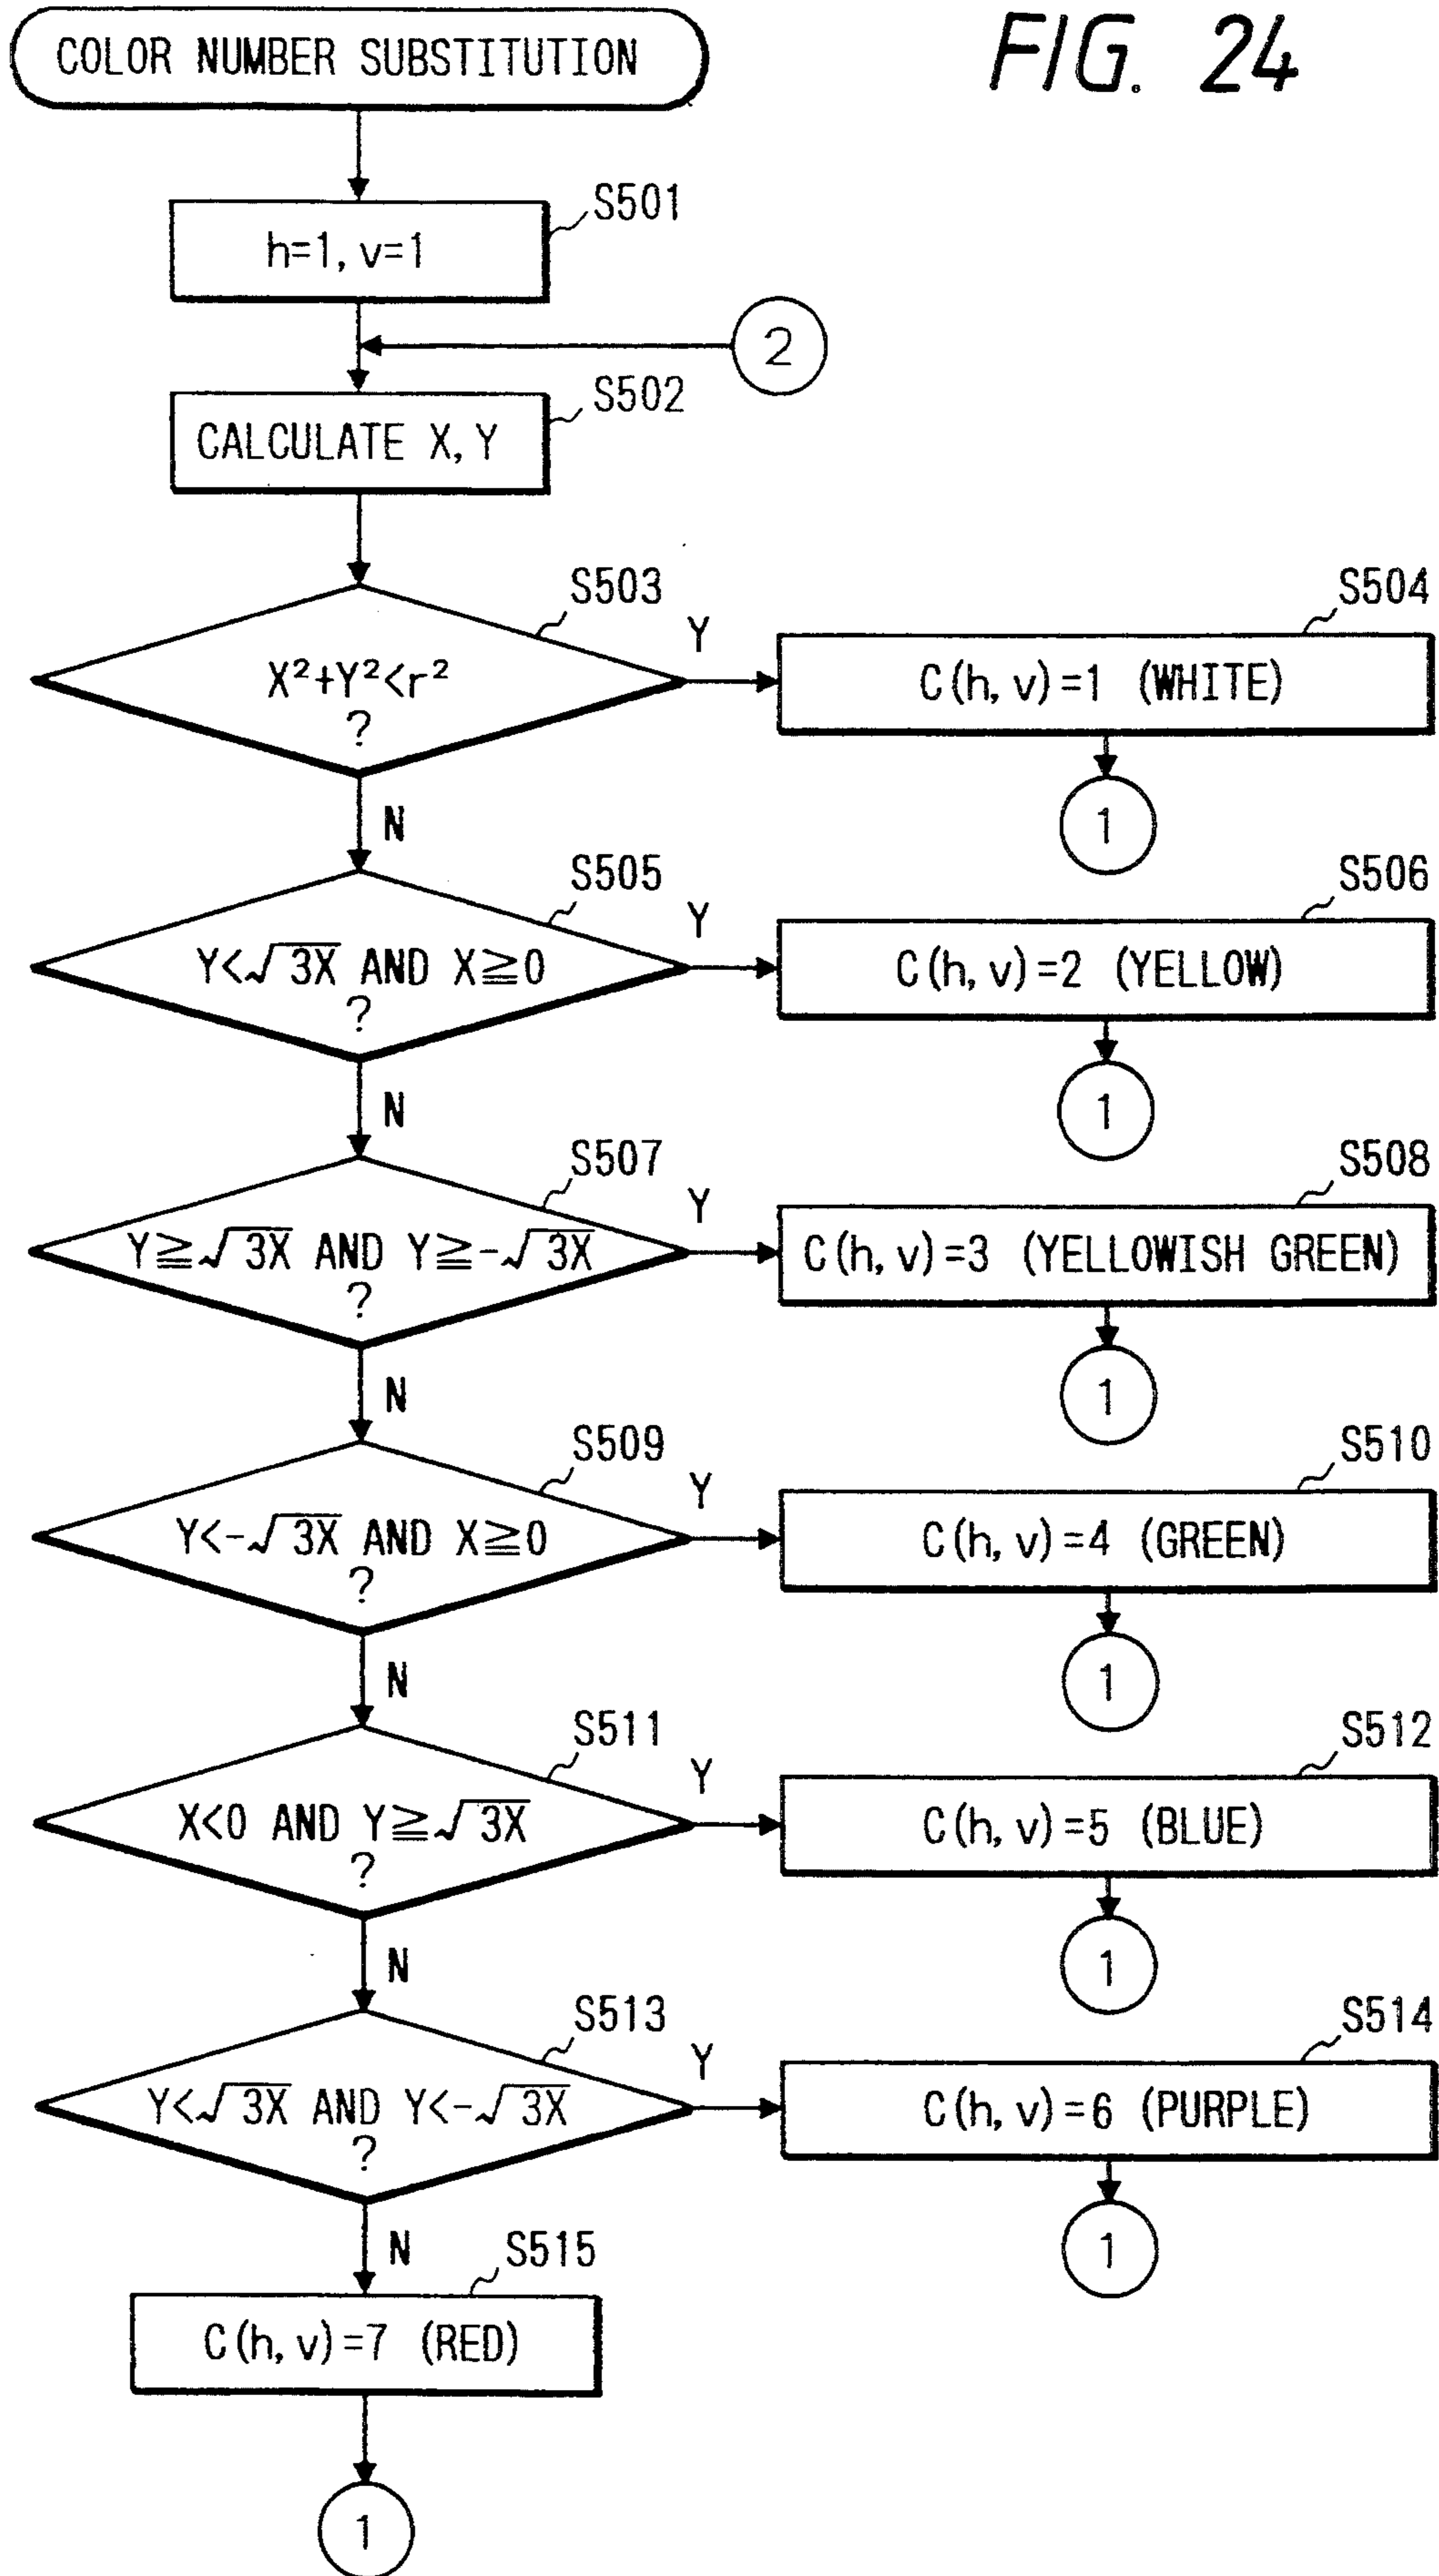 COLOR NUMBER SUBSTITUTION
FIG. 24
S501
h=1, v=1
2
S502
CALCULATE X, Y
S503
X²+Y²<r²
?
Y
N
S504
C(h, v)=1 (WHITE)
1
S505
Y<√3X AND X≧0
?
Y
N
S506
C(h, v)=2 (YELLOW)
1
S507
Y≧√3X AND Y≧-√3X
?
Y
N
S508
C(h, v)=3 (YELLOWISH GREEN)
1
S509
Y<-√3X AND X≧0
?
Y
N
S510
C(h, v)=4 (GREEN)
1
S511
X<0 AND Y≧√3X
?
Y
N
S512
C(h, v)=5 (BLUE)
1
S513
Y<√3X AND Y<-√3X
?
Y
N
S514
C(h, v)=6 (PURPLE)
1
S515
C(h, v)=7 (RED)
1